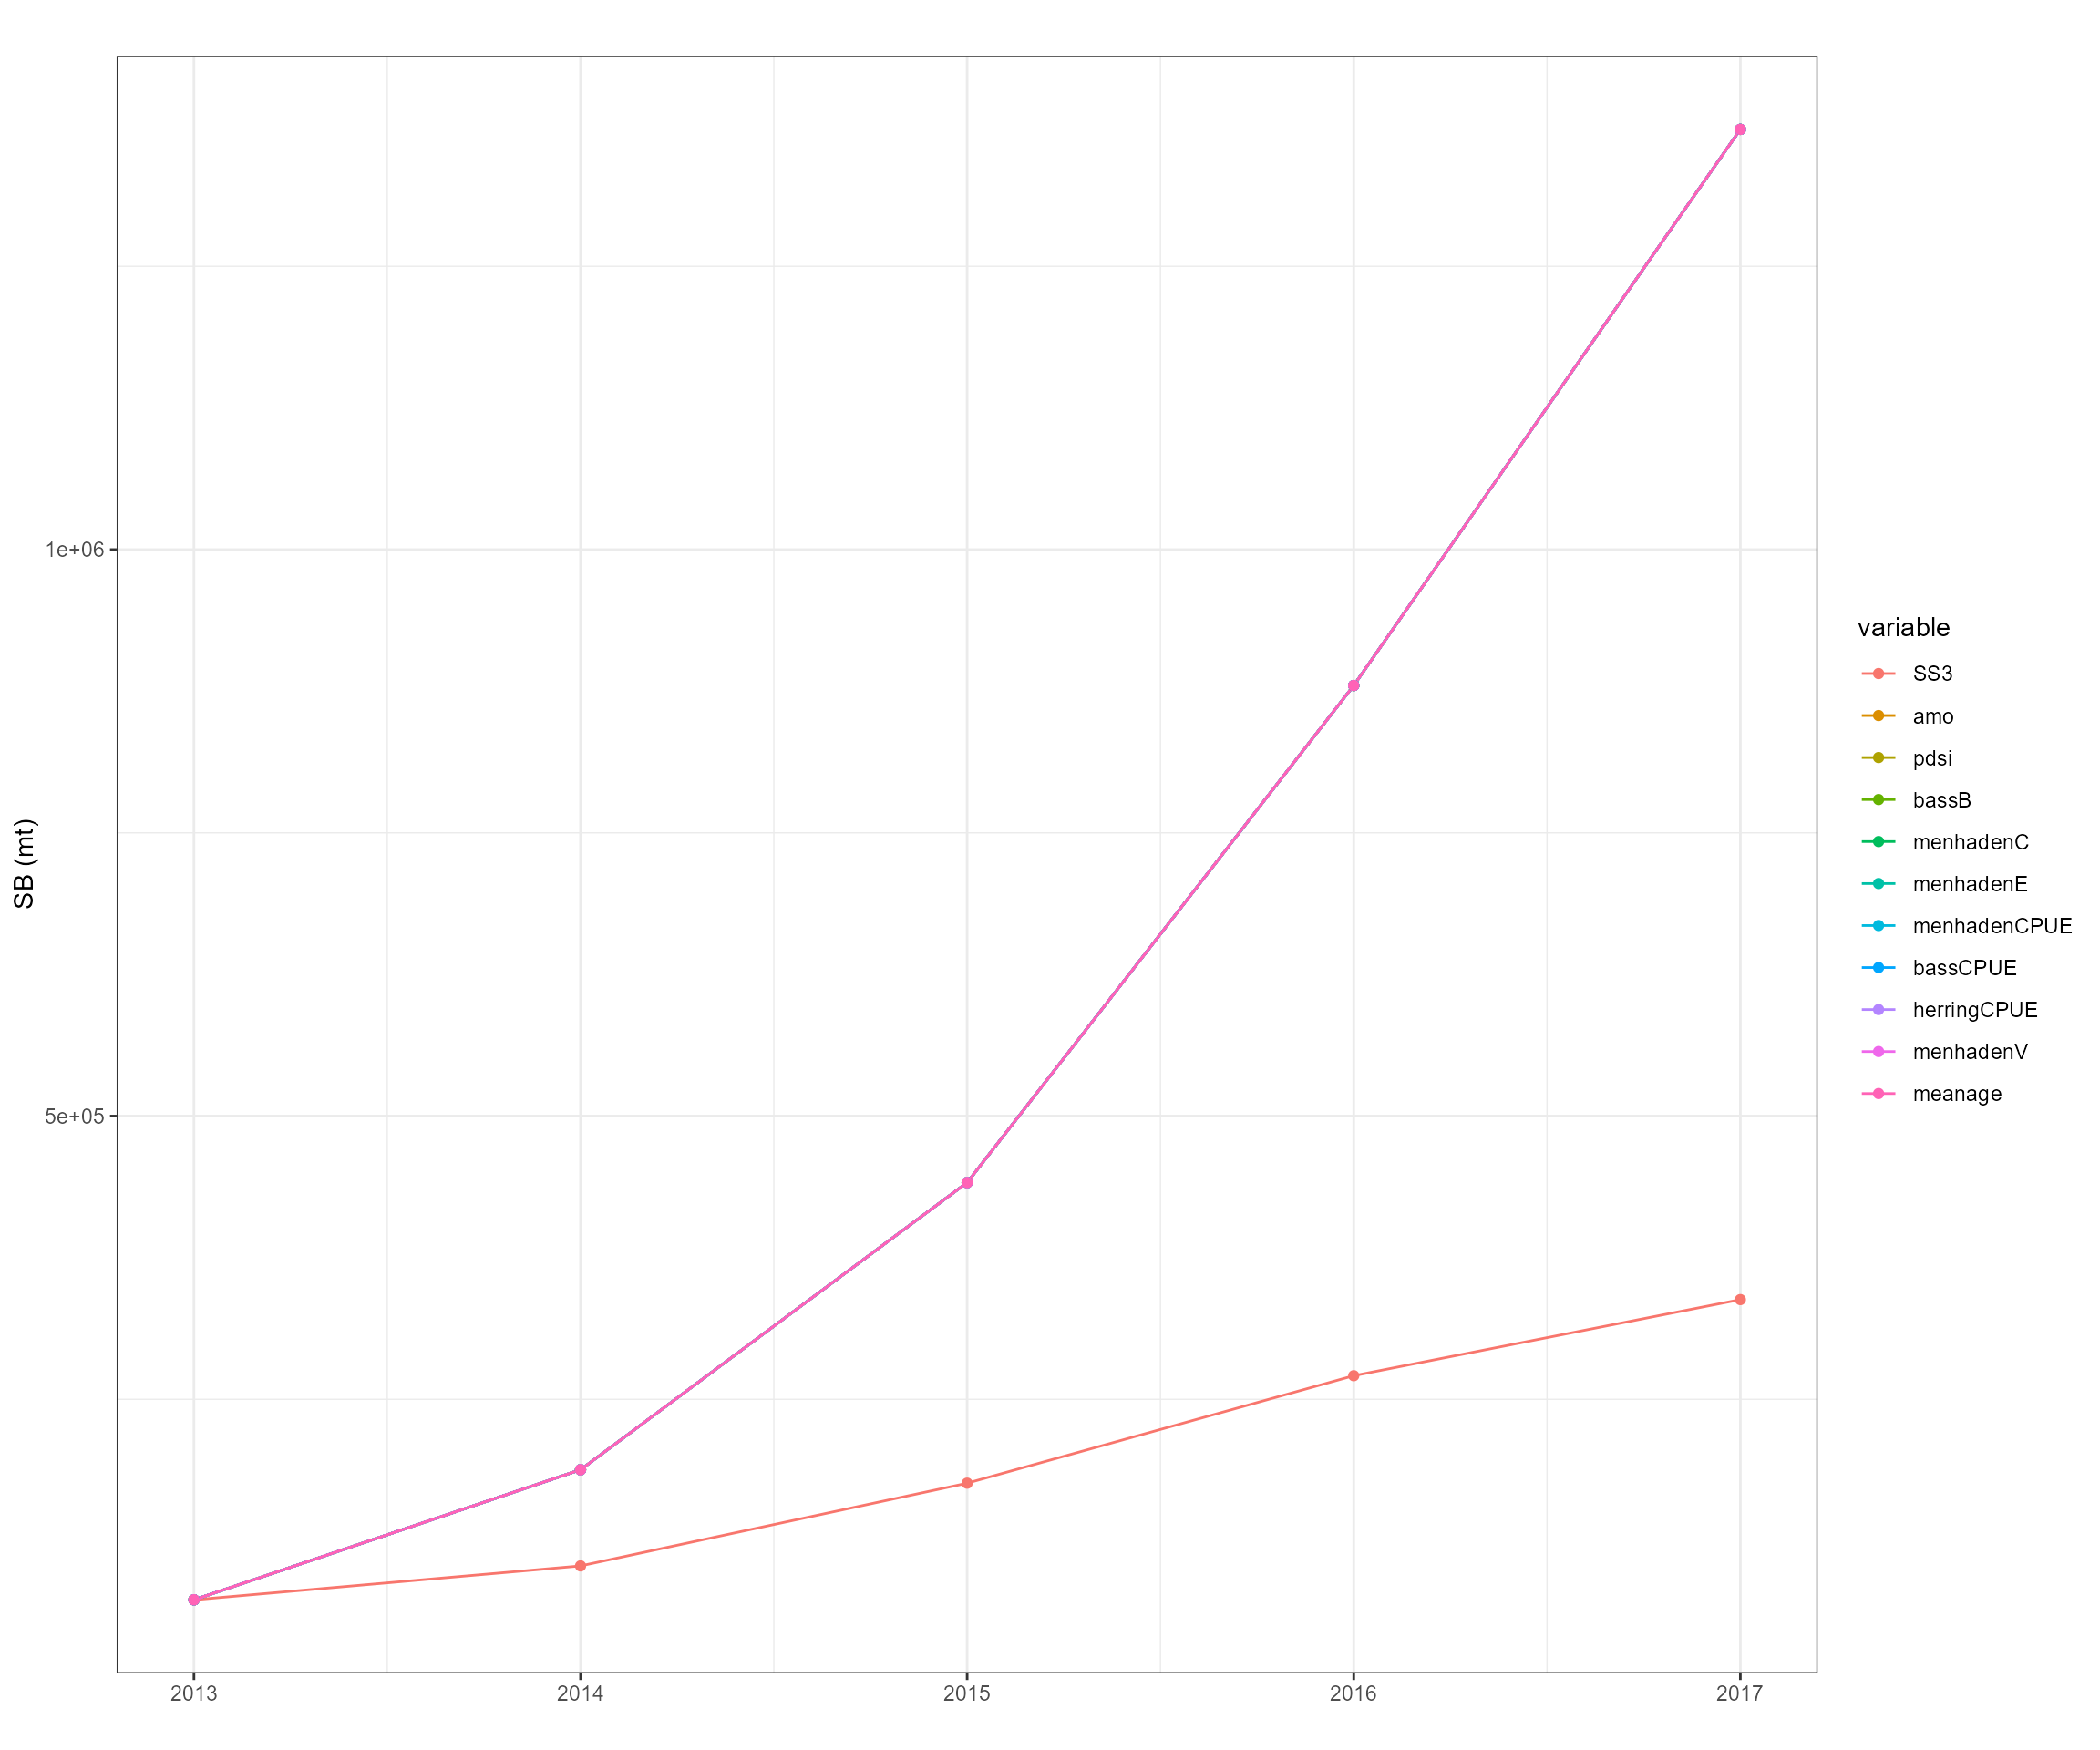 SB (mt)
1e+06
5e+05
2013
2014
2015
2016
2017
variable
SS3
amo
pdsi
bassB
menhadenC
menhadenE
menhadenCPUE
bassCPUE
herringCPUE
menhadenV
meanage